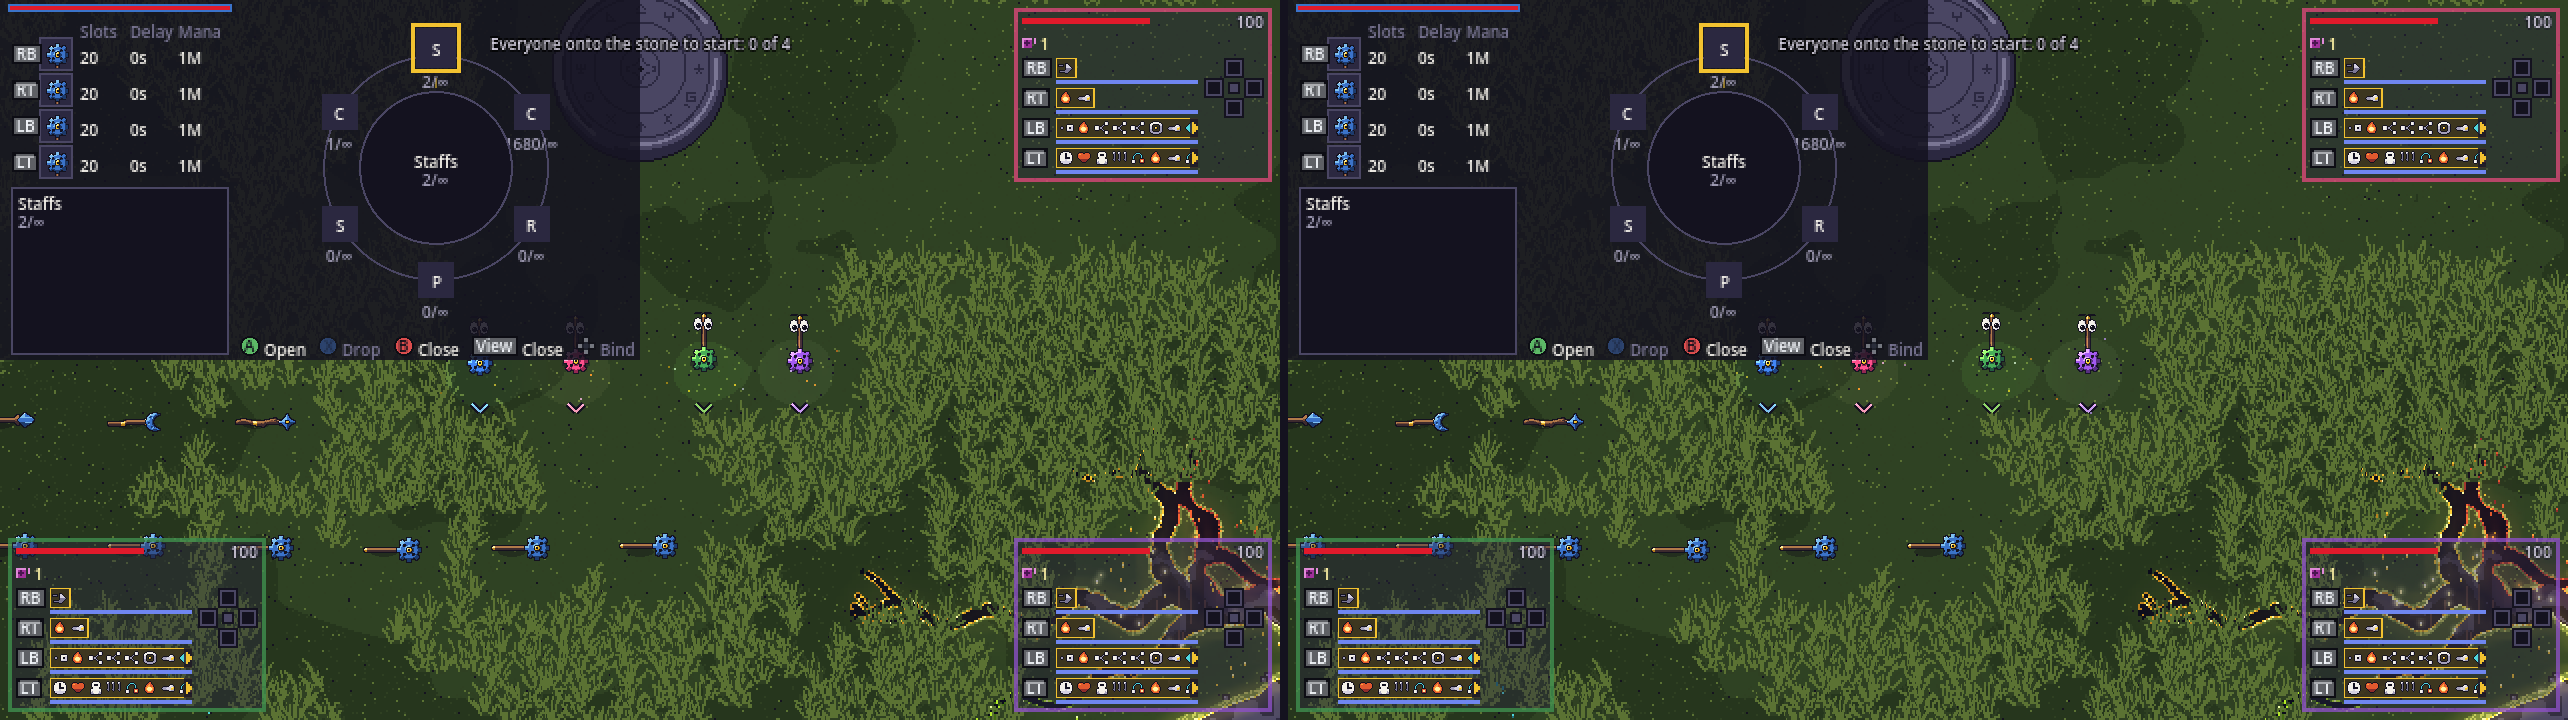 Slots Delay Mana
RB 20 0s 1M
RT 20 0s 1M
LB 20 0s 1M
LT 20 0s 1M
Staffs
2/∞
S
2/∞
C
1/∞
C
1680/∞
Staffs
2/∞
S
0/∞
R
0/∞
P
0/∞
A Open Drop B Close View Close Bind
Everyone onto the stone to start: 0 of 4
100
1
RB
RT
LB
LT
100
1
RB
RT
LB
LT
100
1
RB
RT
LB
LT
Slots Delay Mana
RB 20 0s 1M
RT 20 0s 1M
LB 20 0s 1M
LT 20 0s 1M
Staffs
2/∞
S
2/∞
C
1/∞
C
1680/∞
Staffs
2/∞
S
0/∞
R
0/∞
P
0/∞
A Open Drop B Close View Close Bind
Everyone onto the stone to start: 0 of 4
100
1
RB
RT
LB
LT
100
1
RB
RT
LB
LT
100
1
RB
RT
LB
LT